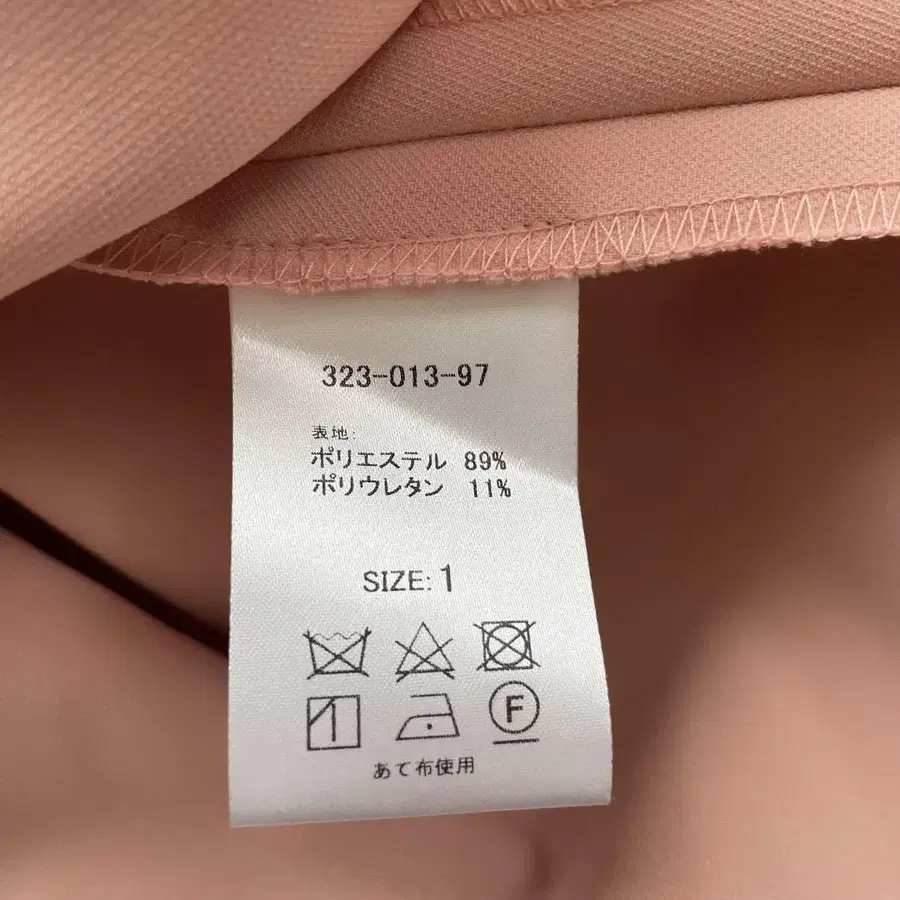 323-013-97
表地:
ポリエステル 89%
ポリウレタン 11%
SIZE: 1
F
あて布使用